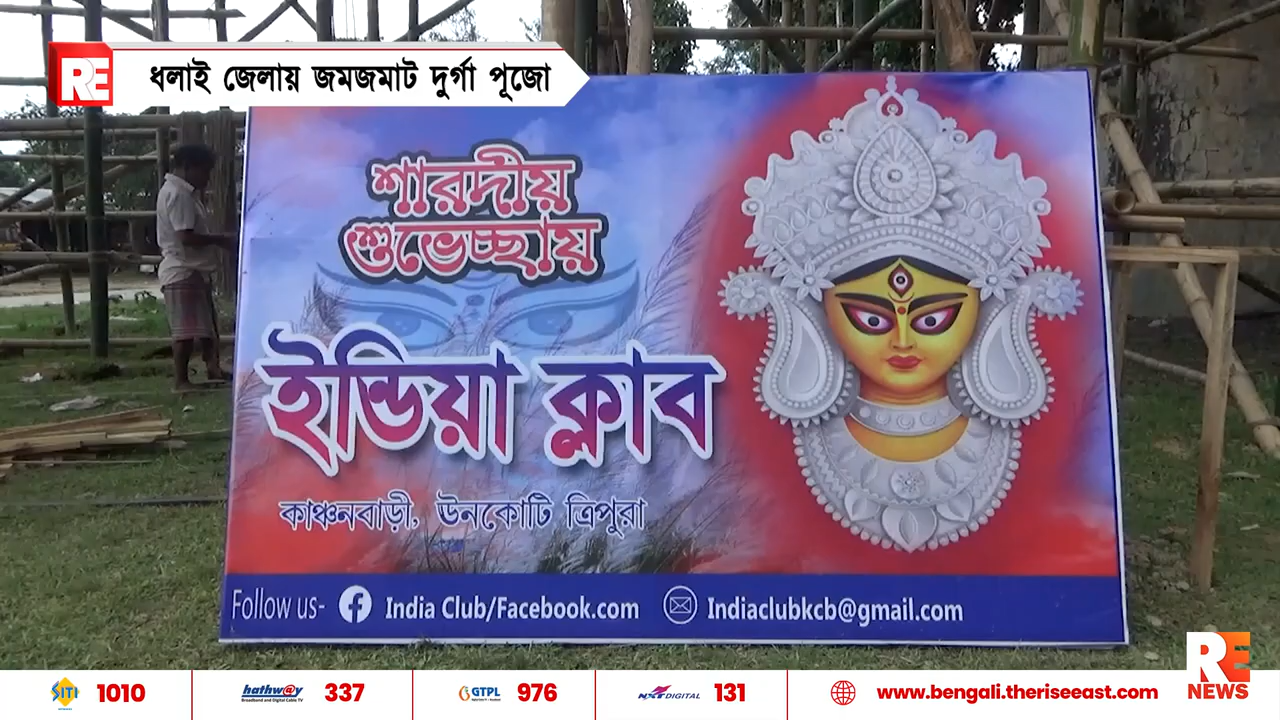 RE ধলাই জেলায় জমজমাট দুর্গা পূজো
শারদীয়
শুভেচ্ছায়
ইন্ডিয়া ক্লাব
কাঞ্চনবাড়ী, ঊনকোটি ত্রিপুরা
Follow us- India Club/Facebook.com Indiaclubkcb@gmail.com
SITI 1010 hathw@y 337 GTPL 976 NXT DIGITAL 131 www.bengali.theriseeast.com
RE
NEWS